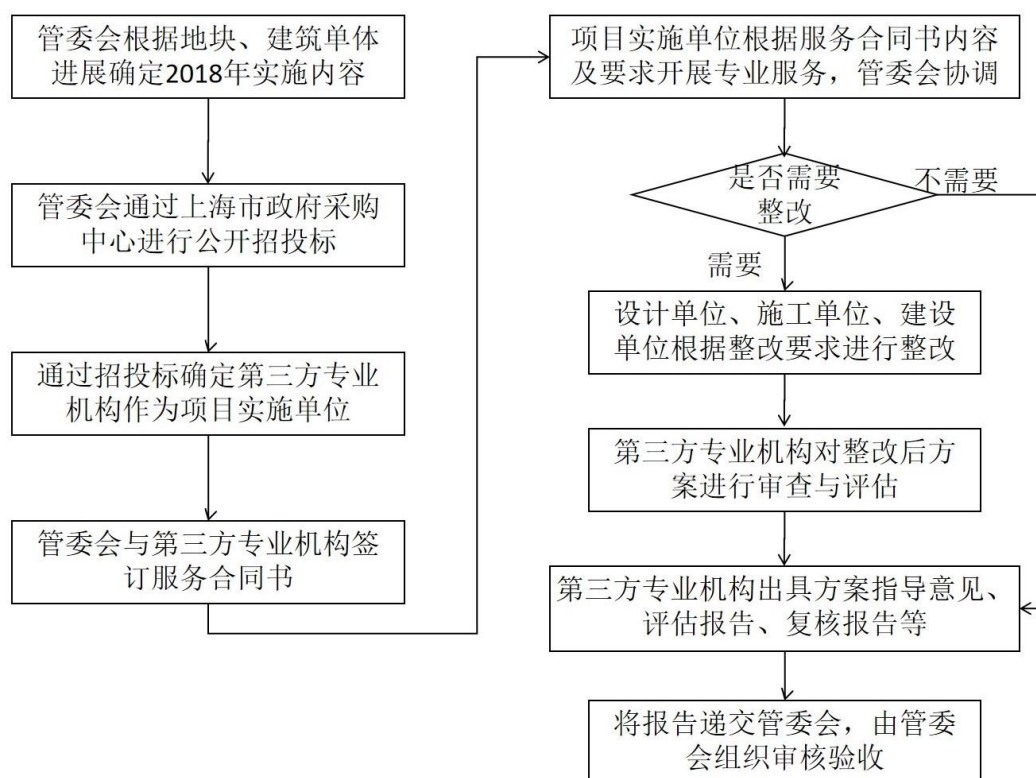 管委会根据地块、建筑单体
进展确定2018年实施内容
管委会通过上海市政府采购
中心进行公开招投标
通过招投标确定第三方专业
机构作为项目实施单位
管委会与第三方专业机构签
订服务合同书
项目实施单位根据服务合同书内容
及要求开展专业服务，管委会协调
是否需要
整改
不需要
需要
设计单位、施工单位、建设
单位根据整改要求进行整改
第三方专业机构对整改后方
案进行审查与评估
第三方专业机构出具方案指导意见、
评估报告、复核报告等
将报告递交管委会，由管委
会组织审核验收